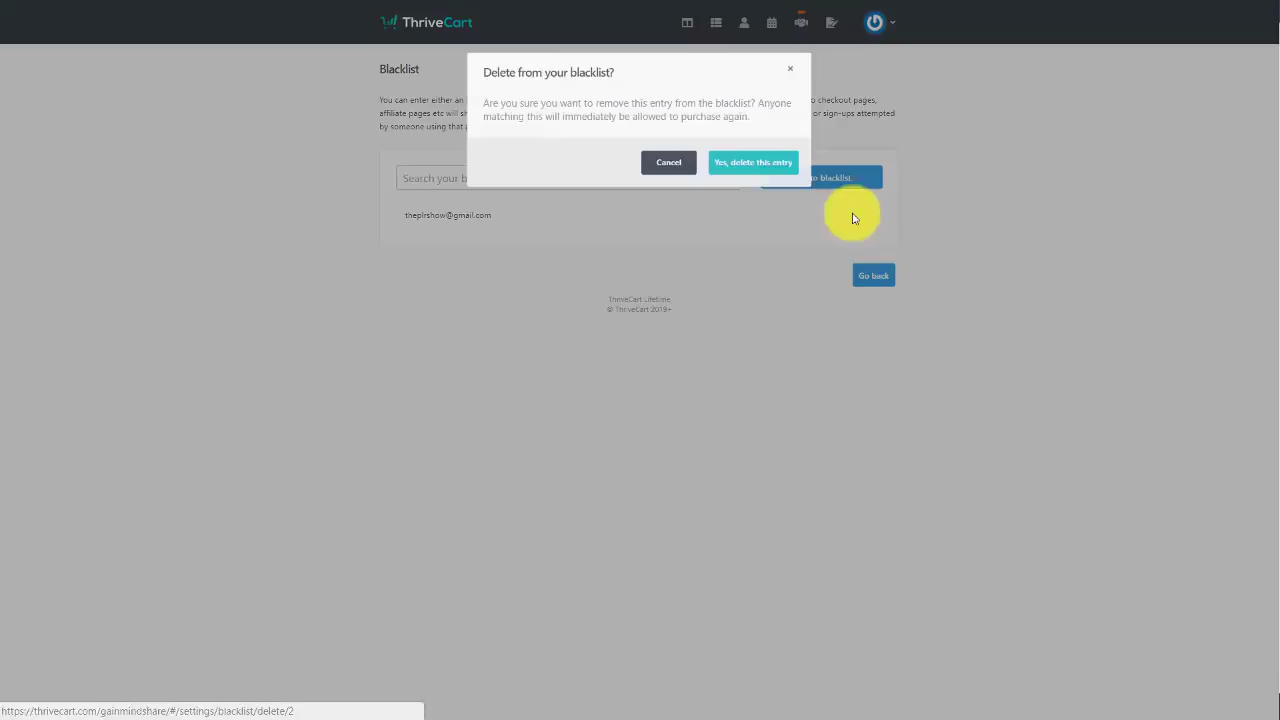 ThriveCart
Blacklist
Delete from your blacklist?
×
You can enter either an
to checkout pages,
Are you sure you want to remove this entry from the blacklist? Anyone
affiliate pages etc will
or sign-ups attempted
matching this will immediately be allowed to purchase again.
by someone using that
Cancel
Yes, delete this entry
Search your b
to blacklist
theplrshow@gmail.com
Go back
ThriveCart Lifetime
© ThriveCart 2019+
https://thrivecart.com/gainmindshare/#/settings/blacklist/delete/2